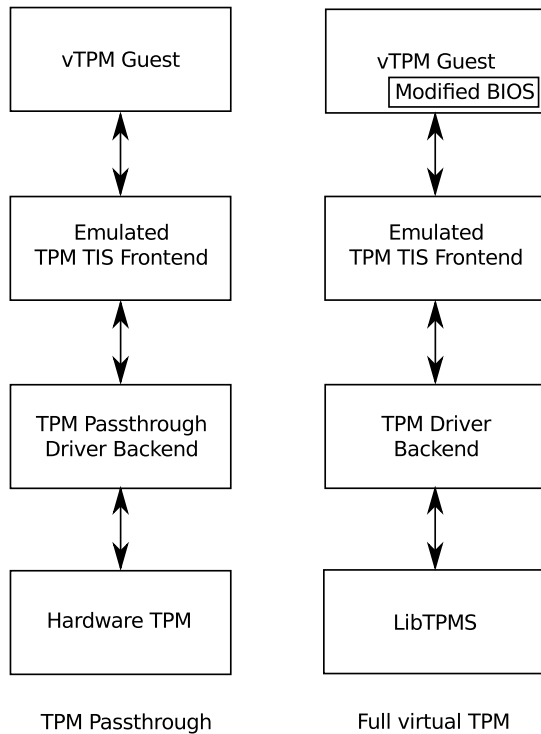 vTPM Guest
Emulated
TPM TIS Frontend
TPM Passthrough
Driver Backend
Hardware TPM
TPM Passthrough
vTPM Guest
Modified BIOS
Emulated
TPM TIS Frontend
TPM Driver
Backend
LibTPMS
Full virtual TPM